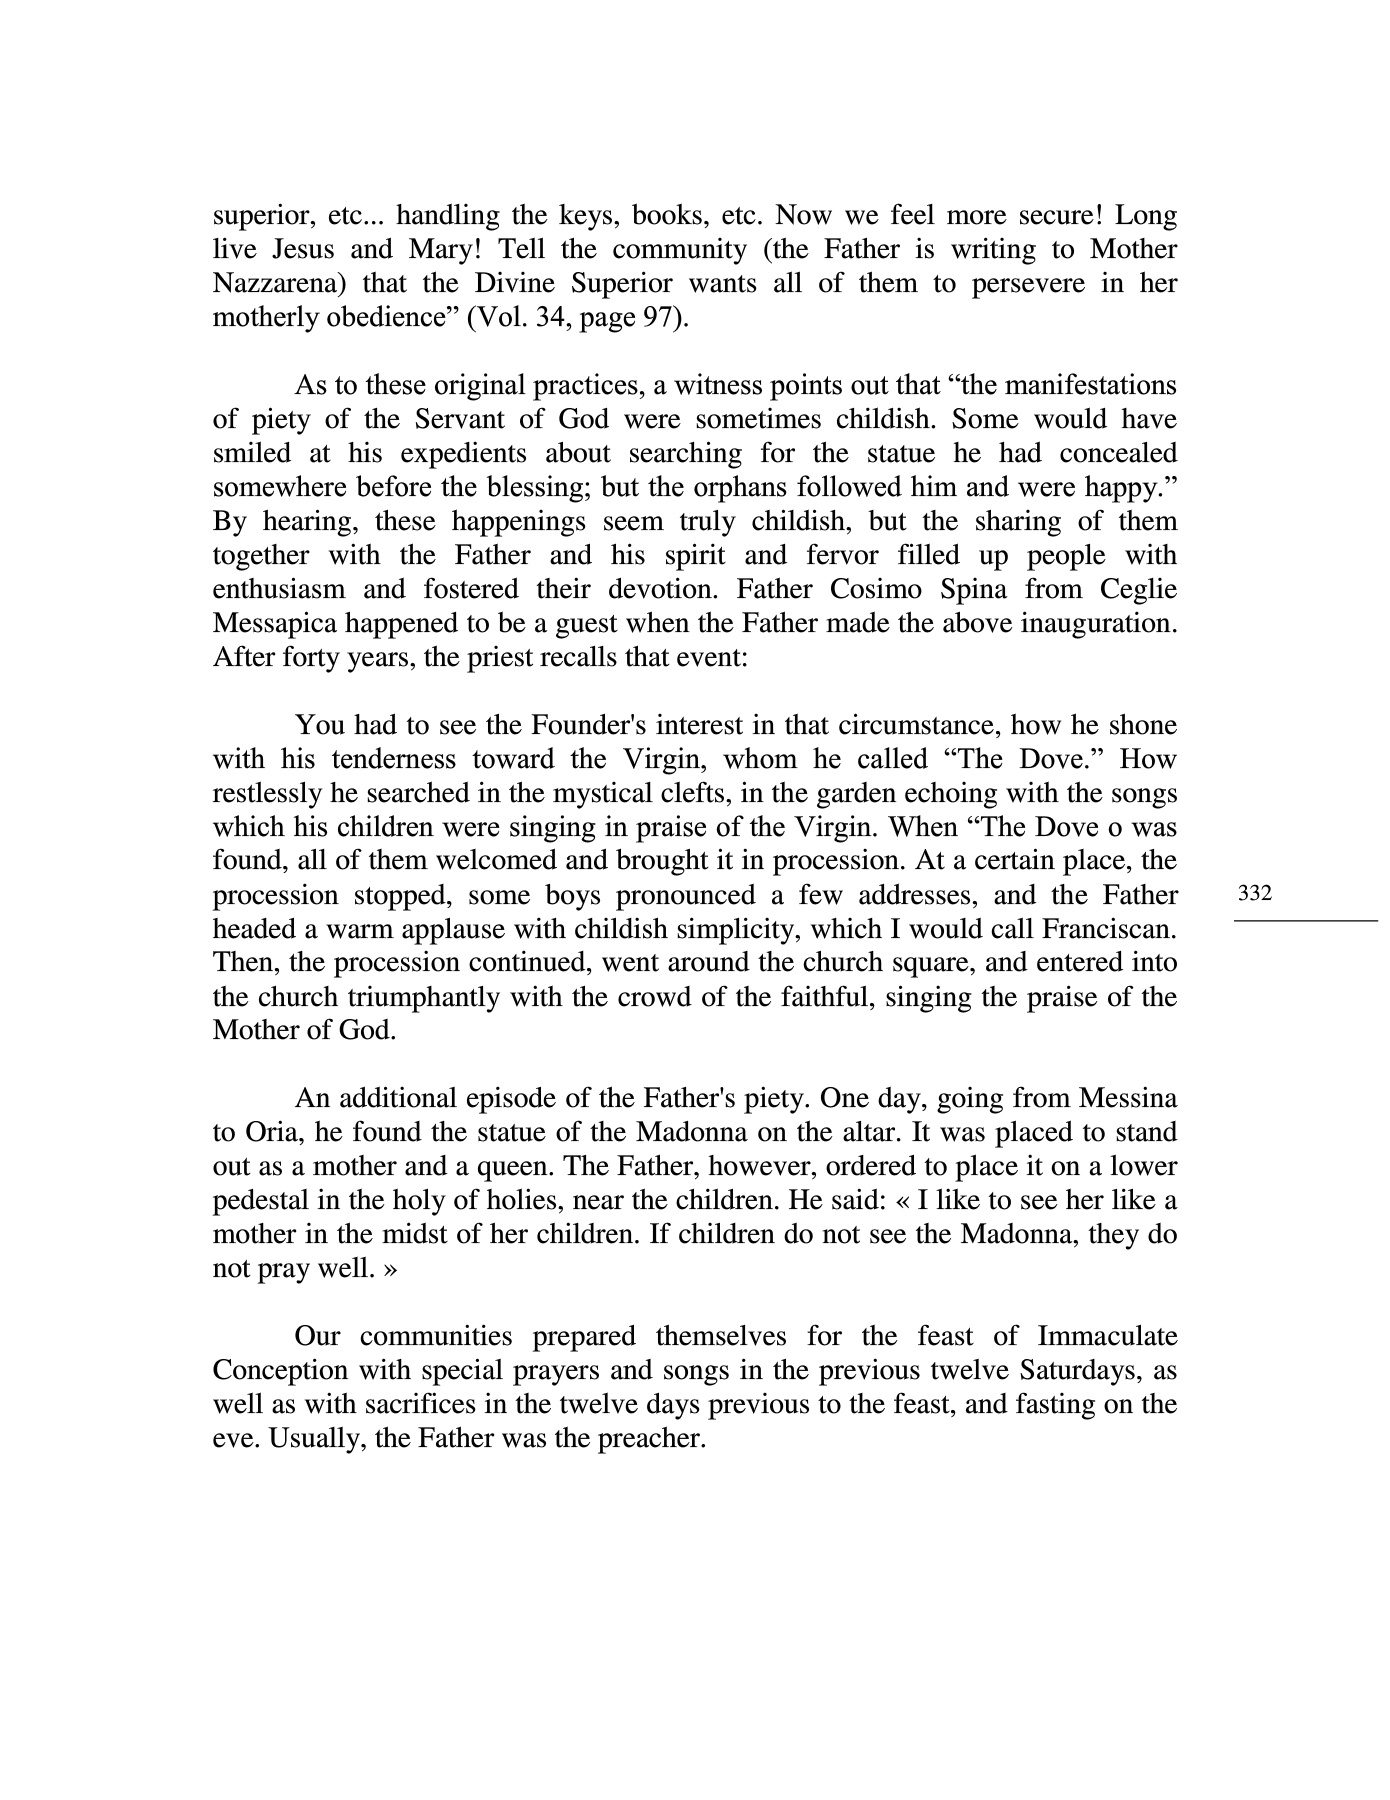 superior, etc... handling the keys, books, etc. Now we feel more secure! Long
live Jesus and Mary! Tell the community (the Father is writing to Mother
Nazzarena) that the Divine Superior wants all of them to persevere in her
motherly obedience” (Vol. 34, page 97).
As to these original practices, a witness points out that “the manifestations
of piety of the Servant of God were sometimes childish. Some would have
smiled at his expedients about searching for the statue he had concealed
somewhere before the blessing; but the orphans followed him and were happy.”
By hearing, these happenings seem truly childish, but the sharing of them
together with the Father and his spirit and fervor filled up people with
enthusiasm and fostered their devotion. Father Cosimo Spina from Ceglie
Messapica happened to be a guest when the Father made the above inauguration.
After forty years, the priest recalls that event:
You had to see the Founder's interest in that circumstance, how he shone
with his tenderness toward the Virgin, whom he called “The Dove.” How
restlessly he searched in the mystical clefts, in the garden echoing with the songs
which his children were singing in praise of the Virgin. When “The Dove o was
found, all of them welcomed and brought it in procession. At a certain place, the
procession stopped, some boys pronounced a few addresses, and the Father
headed a warm applause with childish simplicity, which I would call Franciscan.
Then, the procession continued, went around the church square, and entered into
the church triumphantly with the crowd of the faithful, singing the praise of the
Mother of God.
An additional episode of the Father's piety. One day, going from Messina
to Oria, he found the statue of the Madonna on the altar. It was placed to stand
out as a mother and a queen. The Father, however, ordered to place it on a lower
pedestal in the holy of holies, near the children. He said: « I like to see her like a
mother in the midst of her children. If children do not see the Madonna, they do
not pray well. »
Our communities prepared themselves for the feast of Immaculate
Conception with special prayers and songs in the previous twelve Saturdays, as
well as with sacrifices in the twelve days previous to the feast, and fasting on the
eve. Usually, the Father was the preacher.
332